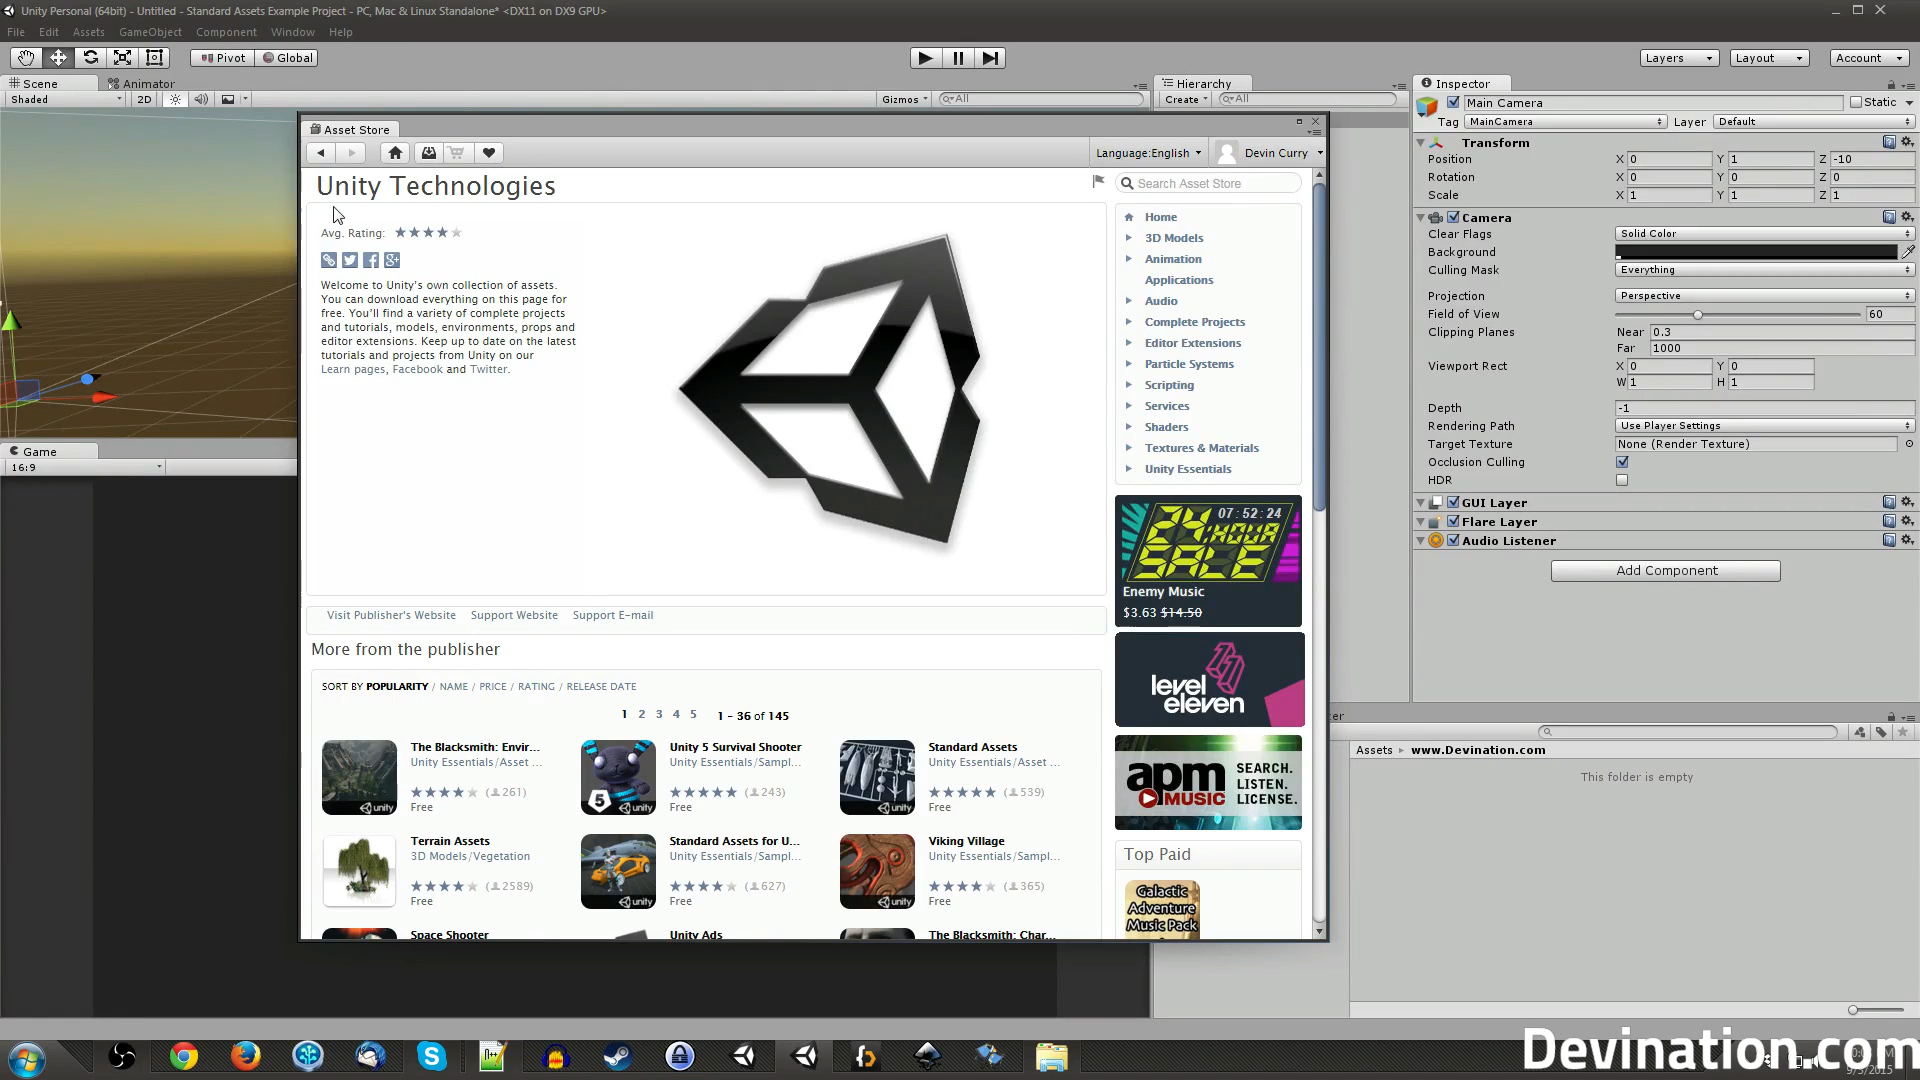 Unity Personal (64bit) - Untitled - Standard Assets Example Project - PC, Mac & Linux Standalone* <DX11 on DX9 GPU>
File Edit Assets GameObject Component Window Help
Pivot Global
Layers Layout Account
Scene Animator
Shaded 2D Gizmos All
Hierarchy
Create All
Asset Store
Language:English Devin Curry
Unity Technologies
Avg. Rating:
Welcome to Unity's own collection of assets.
You can download everything on this page for
free. You'll find a variety of complete projects
and tutorials, models, environments, props and
editor extensions. Keep up to date on the latest
tutorials and projects from Unity on our
Learn pages, Facebook and Twitter.
Visit Publisher's Website Support Website Support E-mail
More from the publisher
SORT BY POPULARITY / NAME / PRICE / RATING / RELEASE DATE
1 2 3 4 5 1 - 36 of 145
The Blacksmith: Envir...
Unity Essentials/Asset ...
(261)
Free
unity
Unity 5 Survival Shooter
Unity Essentials/Sampl...
(243)
Free
5 unity
Standard Assets
Unity Essentials/Asset ...
(539)
Free
unity
Terrain Assets
3D Models/Vegetation
(2589)
Free
Standard Assets for U...
Unity Essentials/Sampl...
(627)
Free
unity
Viking Village
Unity Essentials/Sampl...
(365)
Free
unity
Space Shooter
Unity Ads
The Blacksmith: Char...
Search Asset Store
Home
3D Models
Animation
Applications
Audio
Complete Projects
Editor Extensions
Particle Systems
Scripting
Services
Shaders
Textures & Materials
Unity Essentials
07:52:24
24 HOUR
SALE
Enemy Music
$3.63 $14.50
level
eleven
apm
MUSIC
SEARCH.
LISTEN.
LICENSE.
Top Paid
Galactic
Adventure
Music Pack
Game
16:9
Inspector
Main Camera Static
Tag MainCamera Layer Default
Transform
Position X 0 Y 1 Z -10
Rotation X 0 Y 0 Z 0
Scale X 1 Y 1 Z 1
Camera
Clear Flags Solid Color
Background
Culling Mask Everything
Projection Perspective
Field of View 60
Clipping Planes Near 0.3
Far 1000
Viewport Rect X 0 Y 0
W 1 H 1
Depth -1
Rendering Path Use Player Settings
Target Texture None (Render Texture)
Occlusion Culling
HDR
GUI Layer
Flare Layer
Audio Listener
Add Component
Assets www.Devination.com
This folder is empty
Devination.com